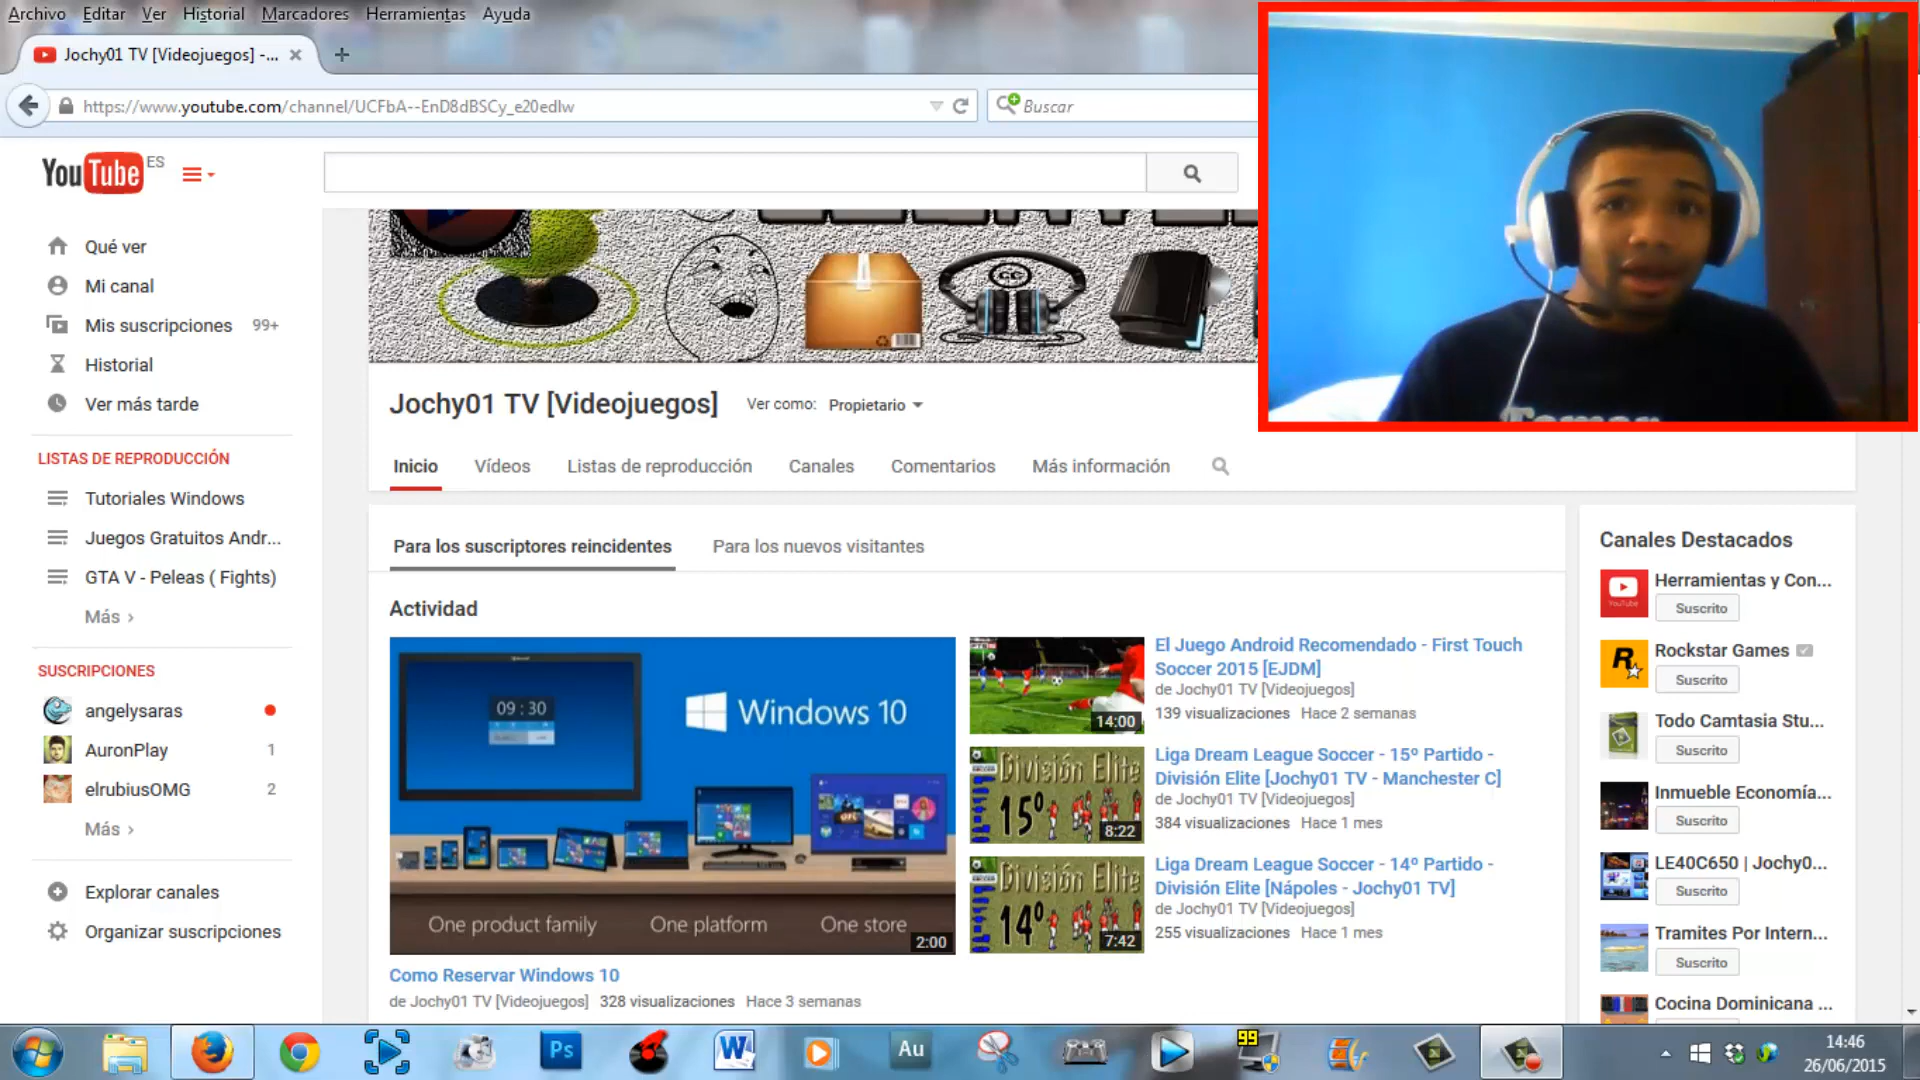 Archivo Editar Ver Historial Marcadores Herramientas Ayuda
Jochy01 TV [Videojuegos] -...
https://www.youtube.com/channel/UCFbA--EnD8dBSCy_e20edIw
Buscar
YouTube ES
Qué ver
Mi canal
Mis suscripciones 99+
Historial
Ver más tarde
LISTAS DE REPRODUCCIÓN
Tutoriales Windows
Juegos Gratuitos Andr...
GTA V - Peleas ( Fights)
Más ›
SUSCRIPCIONES
angelysaras
AuronPlay 1
elrubiusOMG 2
Más ›
Explorar canales
Organizar suscripciones
Jochy01 TV [Videojuegos] Ver como: Propietario
Inicio Vídeos Listas de reproducción Canales Comentarios Más información
Para los suscriptores reincidentes Para los nuevos visitantes
Actividad
09:30
Windows 10
One product family One platform One store
2:00
Como Reservar Windows 10
de Jochy01 TV [Videojuegos] 328 visualizaciones Hace 3 semanas
14:00
El Juego Android Recomendado - First Touch
Soccer 2015 [EJDM]
de Jochy01 TV [Videojuegos]
139 visualizaciones Hace 2 semanas
División Elite
15º
8:22
Liga Dream League Soccer - 15º Partido -
División Elite [Jochy01 TV - Manchester C]
de Jochy01 TV [Videojuegos]
384 visualizaciones Hace 1 mes
División Elite
14º
7:42
Liga Dream League Soccer - 14º Partido -
División Elite [Nápoles - Jochy01 TV]
de Jochy01 TV [Videojuegos]
255 visualizaciones Hace 1 mes
Canales Destacados
Herramientas y Con...
Suscrito
Rockstar Games
Suscrito
Todo Camtasia Stu...
Suscrito
Inmueble Economía...
Suscrito
LE40C650 | Jochy0...
Suscrito
Tramites Por Intern...
Suscrito
Cocina Dominicana ...
Ps
W
Au
99
14:46
26/06/2015